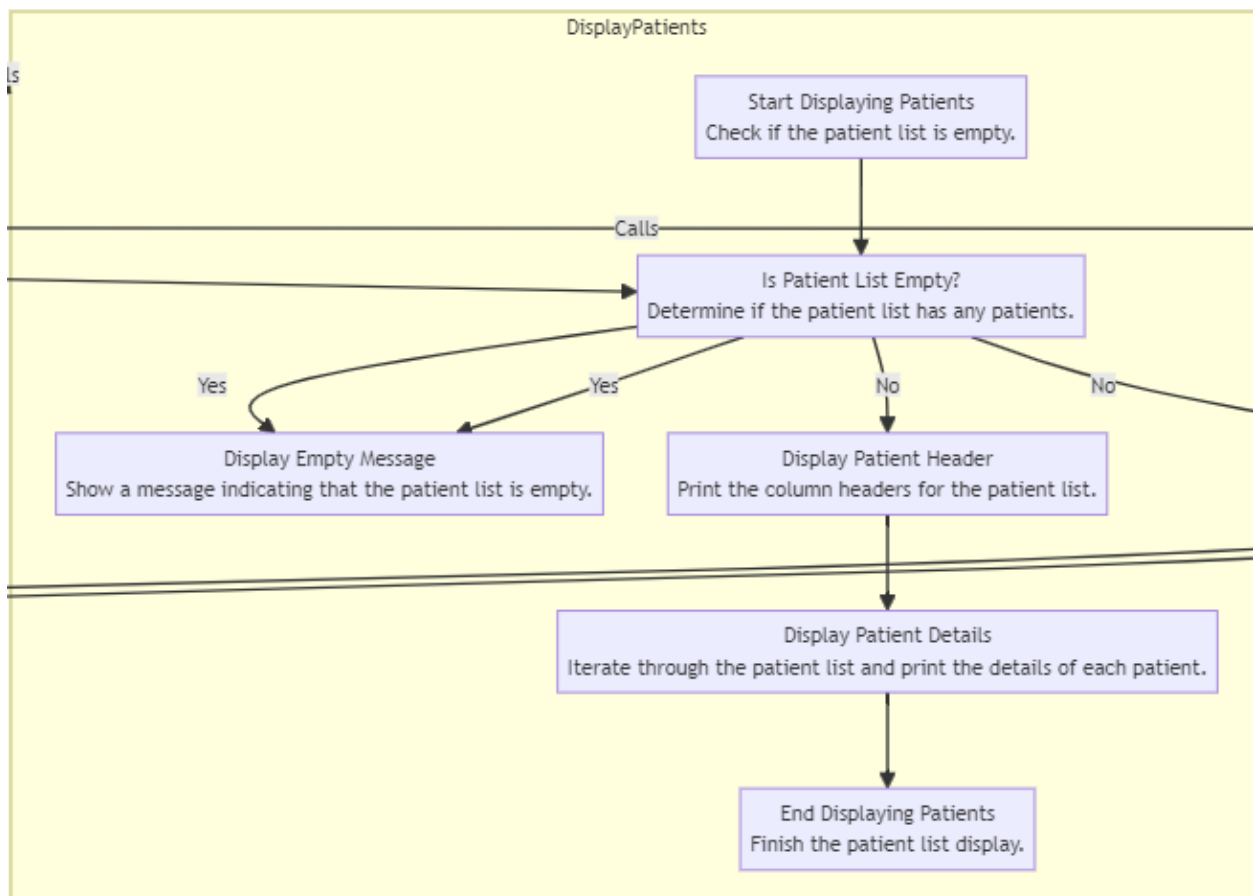 DisplayPatients
ls
Start Displaying Patients
Check if the patient list is empty.
Calls
Is Patient List Empty?
Determine if the patient list has any patients.
Yes
Yes
No
No
Display Empty Message
Show a message indicating that the patient list is empty.
Display Patient Header
Print the column headers for the patient list.
Display Patient Details
Iterate through the patient list and print the details of each patient.
End Displaying Patients
Finish the patient list display.